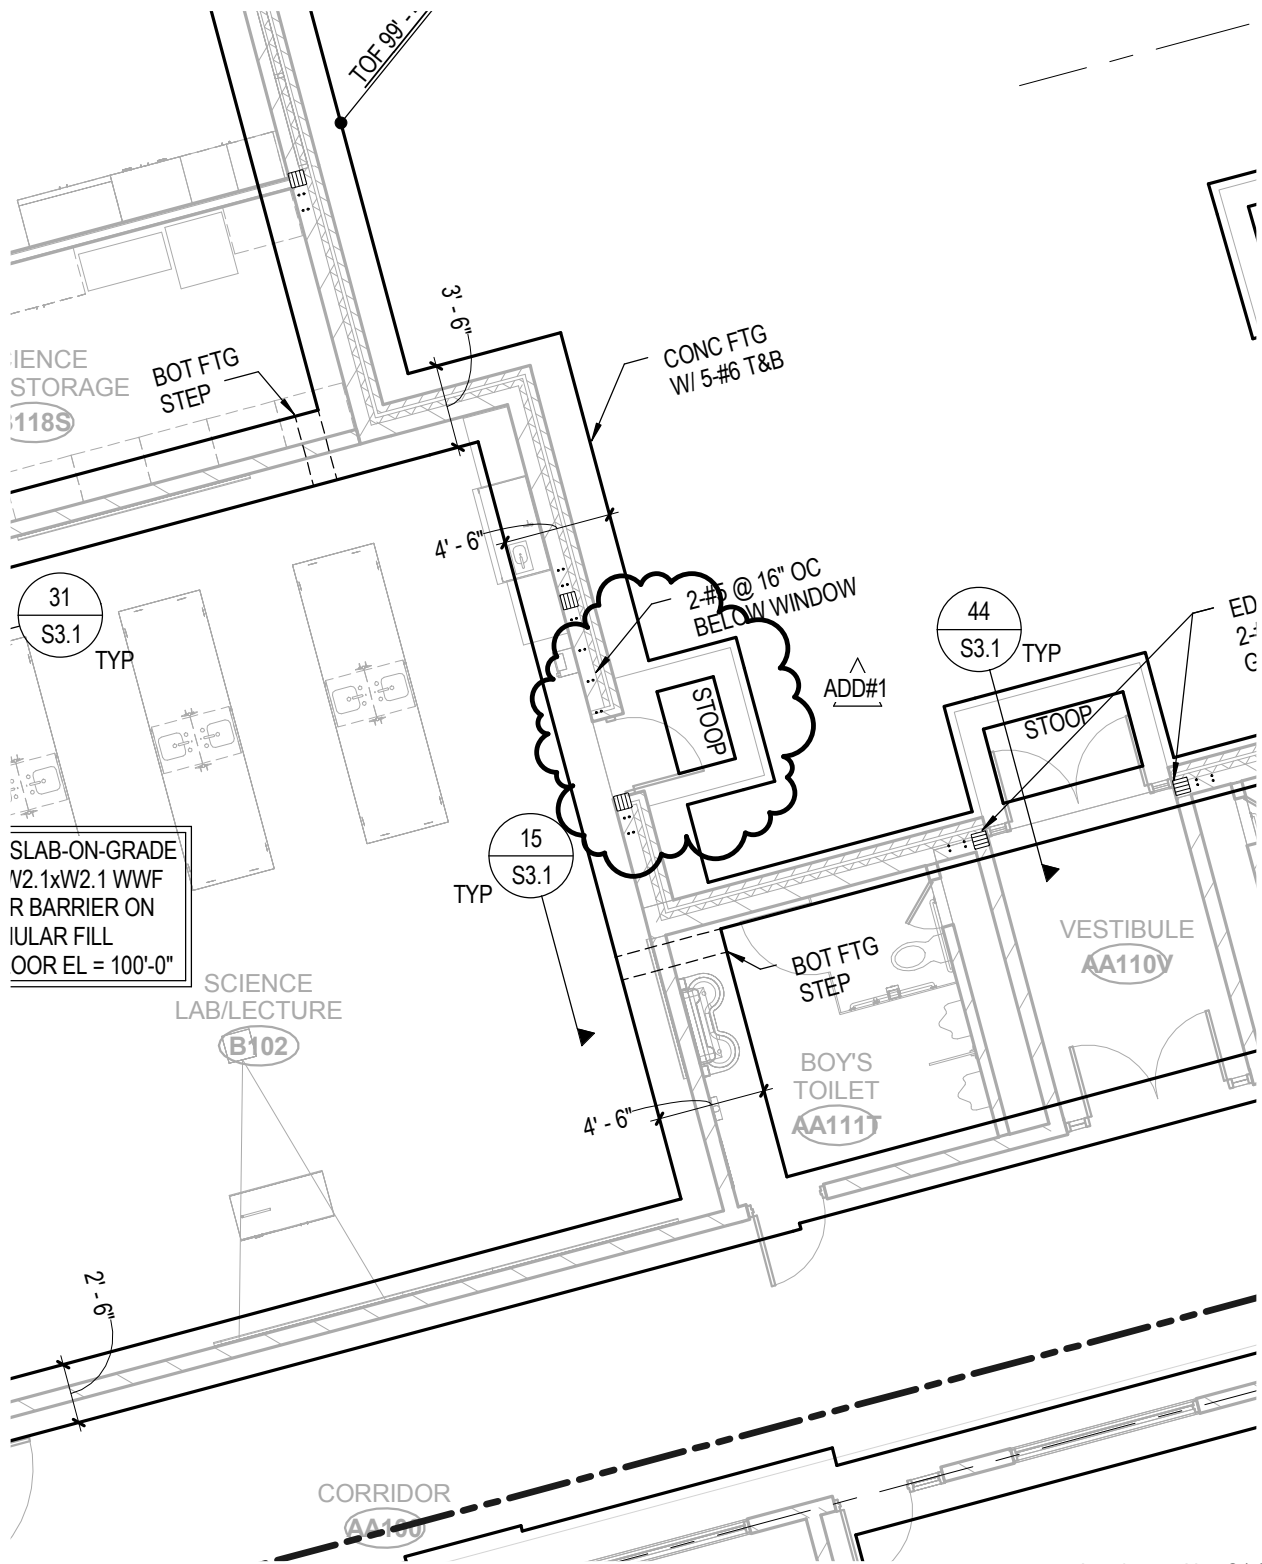 TOF 99' -
3' - 6"
CONC FTG
W/ 5-#6 T&B
IENCE
STORAGE
118S
BOT FTG
STEP
4' - 6"
2-#5 @ 16" OC
BELOW WINDOW
31
S3.1
TYP
44
S3.1
TYP
ED
2-
G
ADD#1
STOOP
STOOP
15
S3.1
TYP
SLAB-ON-GRADE
W2.1xW2.1 WWF
R BARRIER ON
ULAR FILL
OOR EL = 100'-0"
VESTIBULE
AA110V
BOT FTG
STEP
SCIENCE
LAB/LECTURE
B102
BOY'S
TOILET
AA111T
4' - 6"
2' - 6"
CORRIDOR
AA100